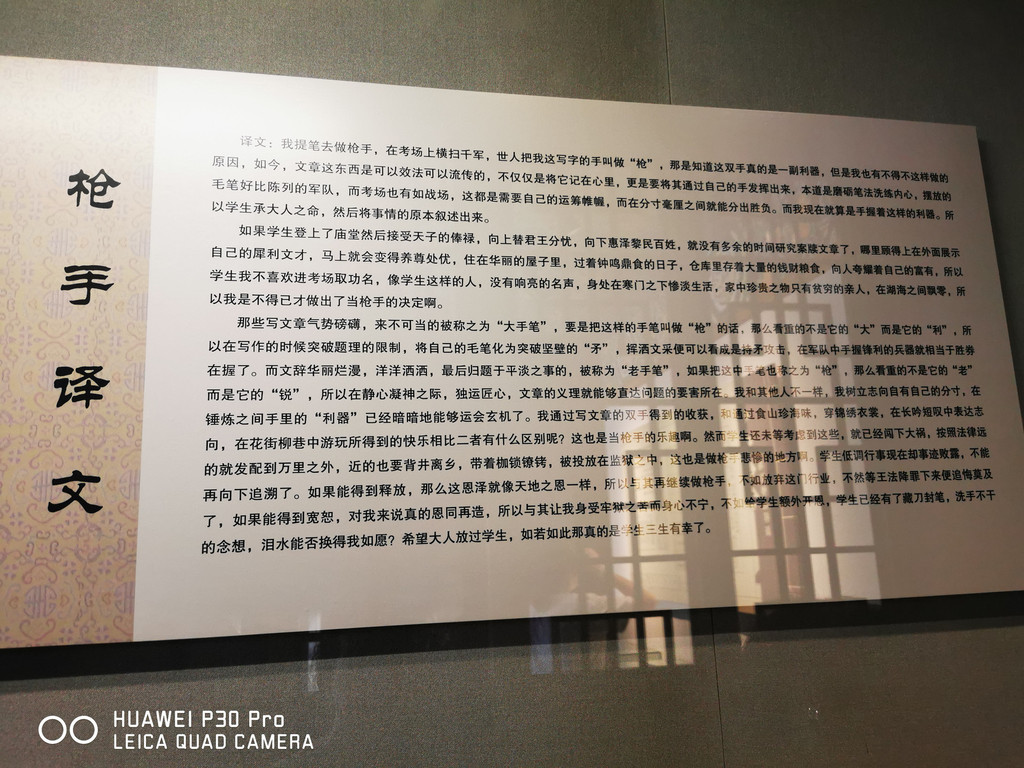 枪手译文
译文：我提笔去做枪手，在考场上横扫千军，世人把我这写字的手叫做“枪”，那是知道这双手真的是一副利器，但是我也有不得不这样做的
原因，如今，文章这东西是可以效法可以流传的，不仅仅是将它记在心里，更是要将其通过自己的手发挥出来，本道是磨砺笔法洗练内心，摆放的
毛笔好比陈列的军队，而考场也有如战场，这都是需要自己的运筹帷幄，而在分寸毫厘之间就能分出胜负。而我现在就算是手握着这样的利器。所
以学生承大人之命，然后将事情的原本叙述出来。
如果学生登上了庙堂然后接受天子的俸禄，向上替君王分忧，向下惠泽黎民百姓，就没有多余的时间研究案牍文章了，哪里顾得上在外面展示
自己的犀利文才，马上就会变得养尊处优，住在华丽的屋子里，过着钟鸣鼎食的日子，仓库里存着大量的钱财粮食，向人夸耀着自己的富有，所以
学生我不喜欢进考场取功名，像学生这样的人，没有响亮的名声，身处在寒门之下惨淡生活，家中珍贵之物只有贫穷的亲人，在湖海之间飘零，所
以我是不得已才做出了当枪手的决定啊。
那些写文章气势磅礴，来不可当的被称之为“大手笔”，要是把这样的手笔叫做“枪”的话，那么看重的不是它的“大”而是它的“利”，所
以在写作的时候突破题理的限制，将自己的毛笔化为突破坚壁的“矛”，挥洒文采便可以看成是持矛攻击，在军队中手握锋利的兵器就相当于胜券
在握了。而文辞华丽烂漫，洋洋洒洒，最后归题于平淡之事的，被称为“老手笔”，如果把这中手笔也称之为“枪”，那么看重的不是它的“老”
而是它的“锐”，所以在静心凝神之际，独运匠心，文章的文理就能够直达问题的要害所在。我和其他人不一样，我树立志向自有自己的分寸，在
锤炼之间手里的“利器”已经暗暗地能够运会玄机了。我通过写文章的双手得到的收获，和通过食山珍海味，穿锦绣衣裳，在长吟短叹中表达志
向，在花街柳巷中游玩所得到的快乐相比二者有什么区别呢？这也是当枪手的乐趣啊。然而学生还未等考虑到这些，就已经闯下大祸，按照法律远
的就发配到万里之外，近的也要背井离乡，带着枷锁镣铐，被投放在监狱之中，这也是做枪手悲惨的地方啊。学生低调行事现在却事迹败露，不能
再向下追溯了。如果能得到释放，那么这恩泽就像天地之恩一样，所以与其再继续做枪手，不如放弃这门行业，不然等王法降罪下来便追悔莫及
了，如果能得到宽恕，对我来说真的恩同再造，所以与其让我身受牢狱之苦而身心不宁，不如给学生额外开恩，学生已经有了藏刀封笔，洗手不干
的念想，泪水能否换得我如愿？希望大人放过学生，如若如此那真的是学生三生有幸了。
HUAWEI P30 Pro
LEICA QUAD CAMERA